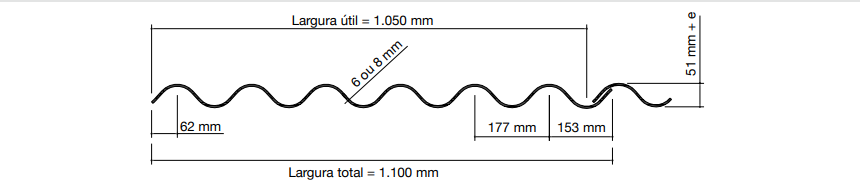 Largura útil = 1.050 mm
6 ou 8 mm
51 mm + e
62 mm
177 mm
153 mm
Largura total = 1.100 mm